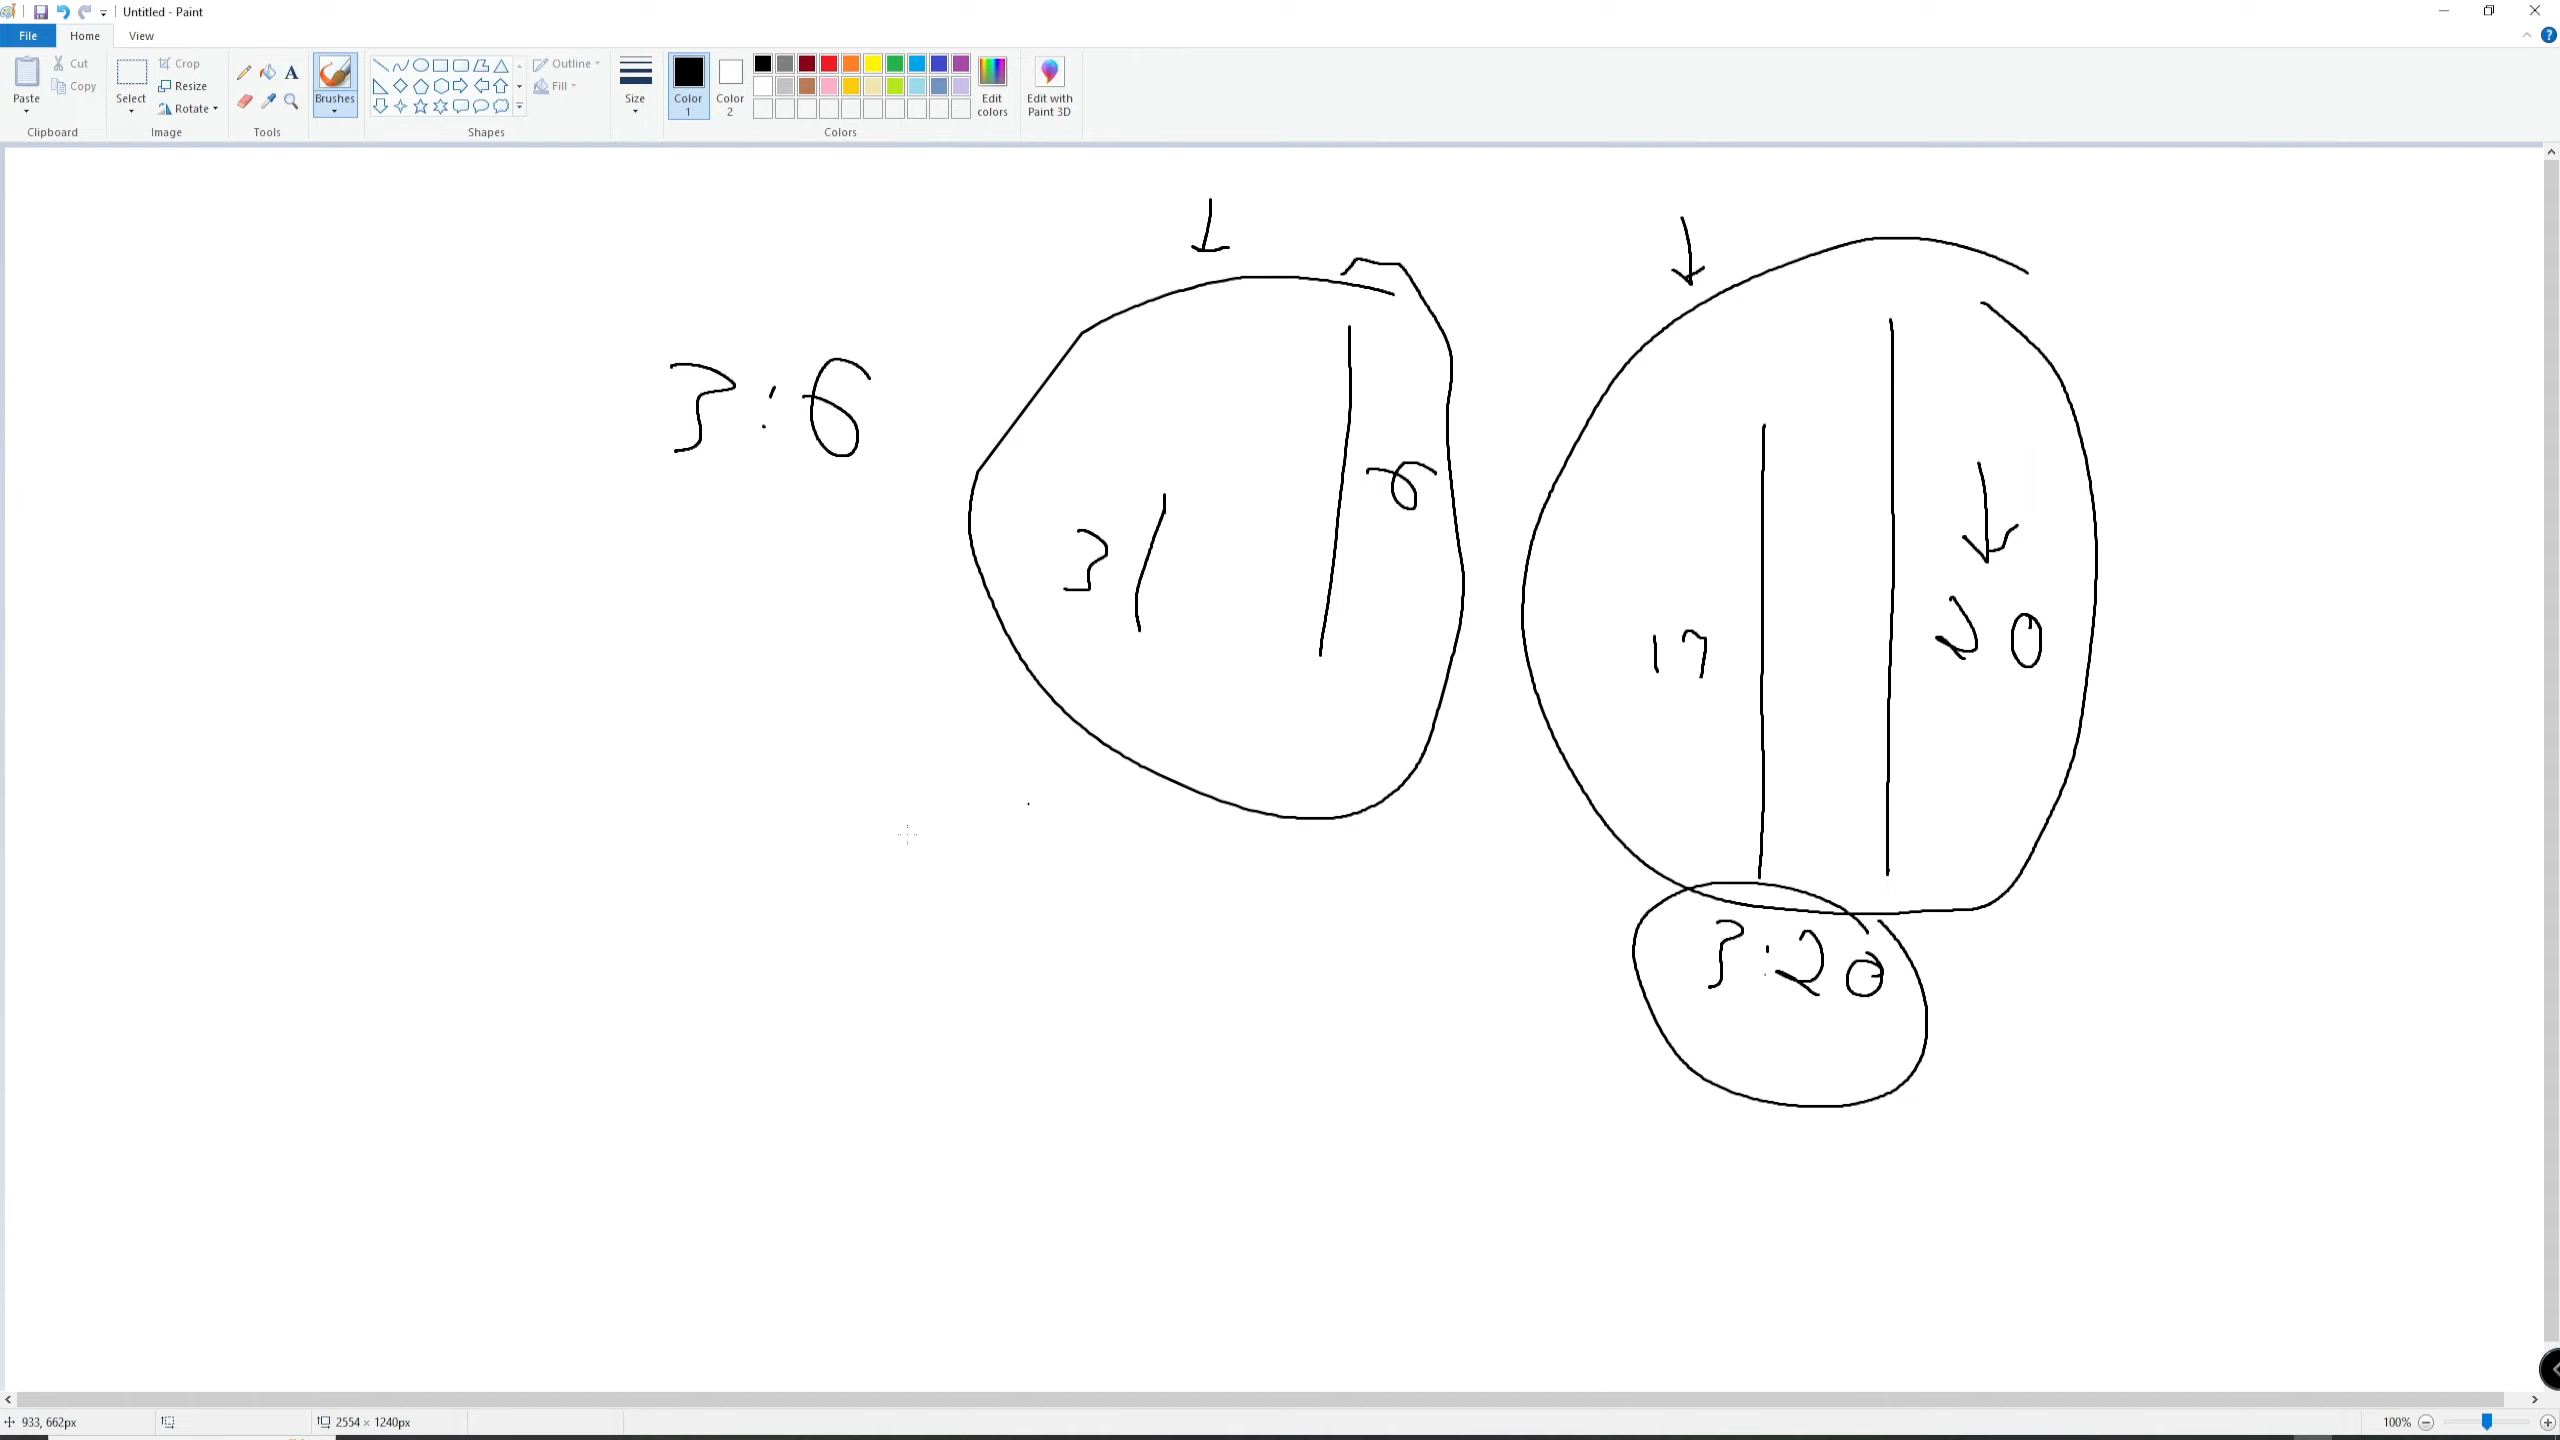 Untitled - Paint
File Home View
Paste Cut Copy Clipboard
Select Crop Resize Rotate Image
Tools
Brushes
Shapes Outline Fill
Size
Color 1 Color 2 Edit colors Colors
Edit with Paint 3D
3:6
3 6
17 20
3:20
933, 662px 2554 × 1240px 100%